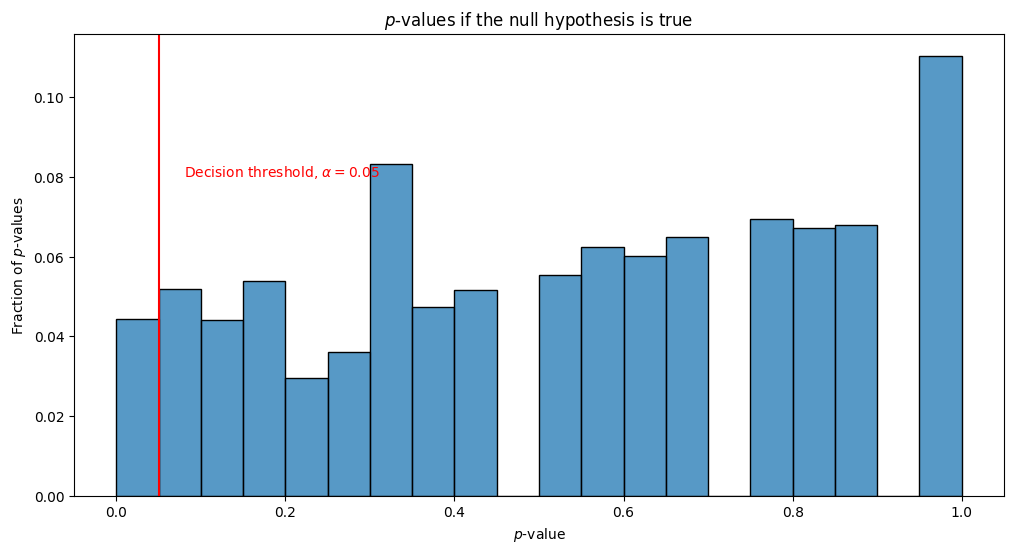 p-values if the null hypothesis is true
Fraction of p-values
0.10
0.08
0.06
0.04
0.02
0.00
Decision threshold, α = 0.05
0.0 0.2 0.4 0.6 0.8 1.0
p-value